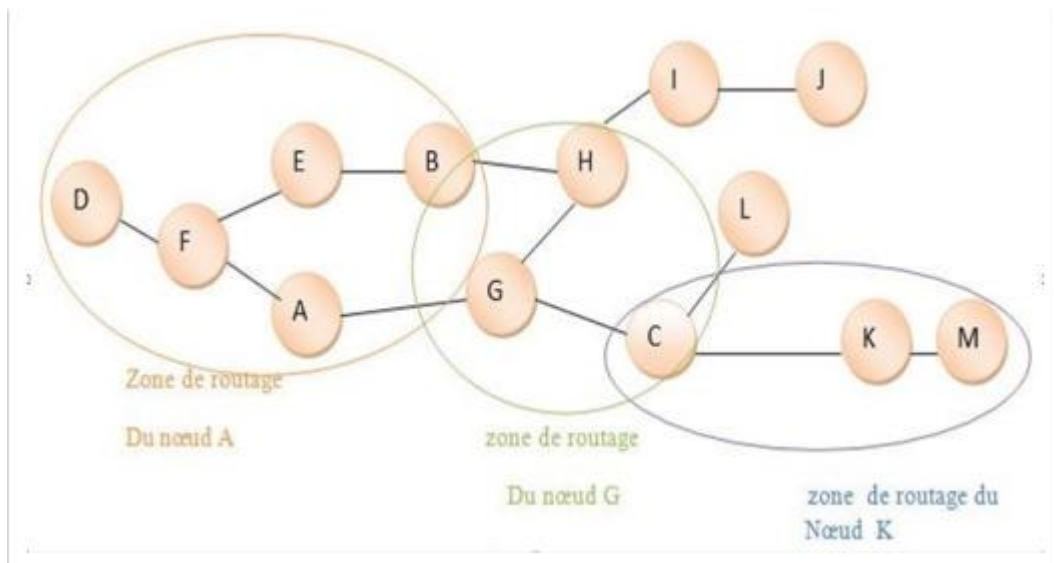 I
J
E
B
H
D
L
F
G
A
C
K
M
Zone de routage
Du nœud A
zone de routage
Du nœud G
zone de routage du
Nœud K